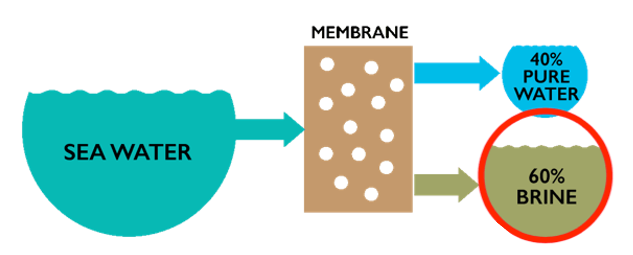 MEMBRANE
SEA WATER
40%
PURE
WATER
60%
BRINE